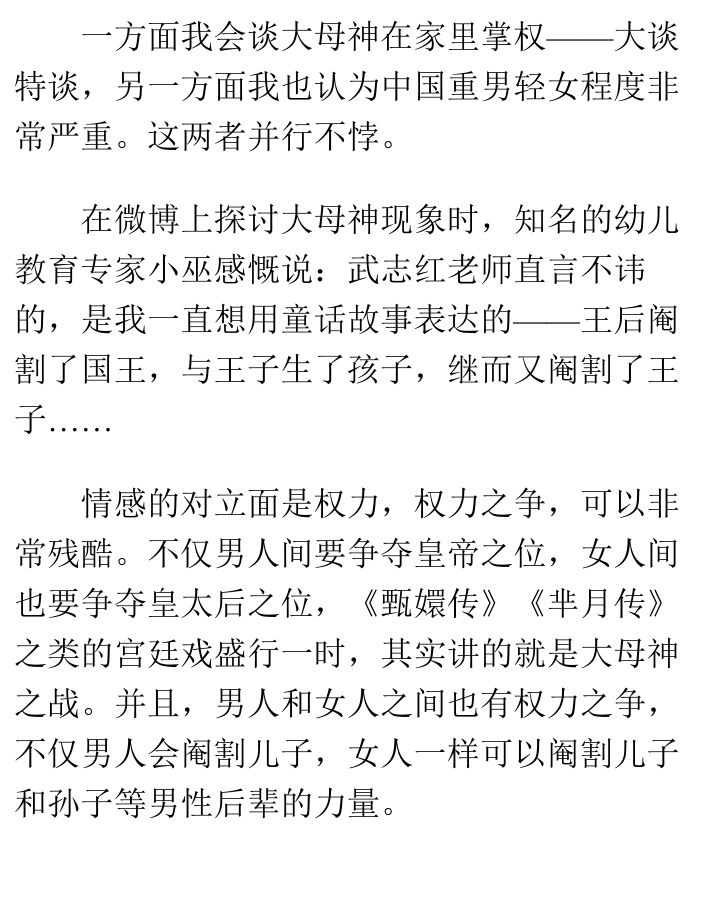 一方面我会谈大母神在家里掌权——大谈
特谈，另一方面我也认为中国重男轻女程度非
常严重。这两者并行不悖。
在微博上探讨大母神现象时，知名的幼儿
教育专家小巫感慨说：武志红老师直言不讳
的，是我一直想用童话故事表达的——王后阉
割了国王，与王子生了孩子，继而又阉割了王
子……
情感的对立面是权力，权力之争，可以非
常残酷。不仅男人间要争夺皇帝之位，女人间
也要争夺皇太后之位，《甄嬛传》《芈月传》
之类的宫廷戏盛行一时，其实讲的就是大母神
之战。并且，男人和女人之间也有权力之争，
不仅男人会阉割儿子，女人一样可以阉割儿子
和孙子等男性后辈的力量。